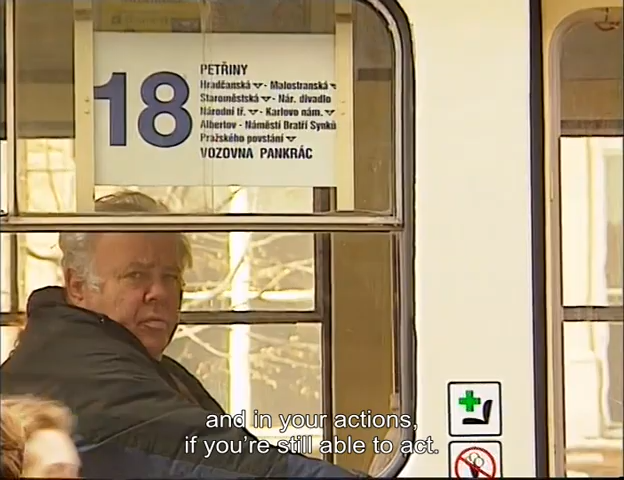 18
PETŘINY
Hradčanská - Malostranská
Staroměstská - Nár. divadlo
Národní tř. - Karlovo nám.
Albertov - Náměstí Bratří Synků
Pražského povstání
VOZOVNA PANKRÁC
and in your actions,
if you're still able to act.